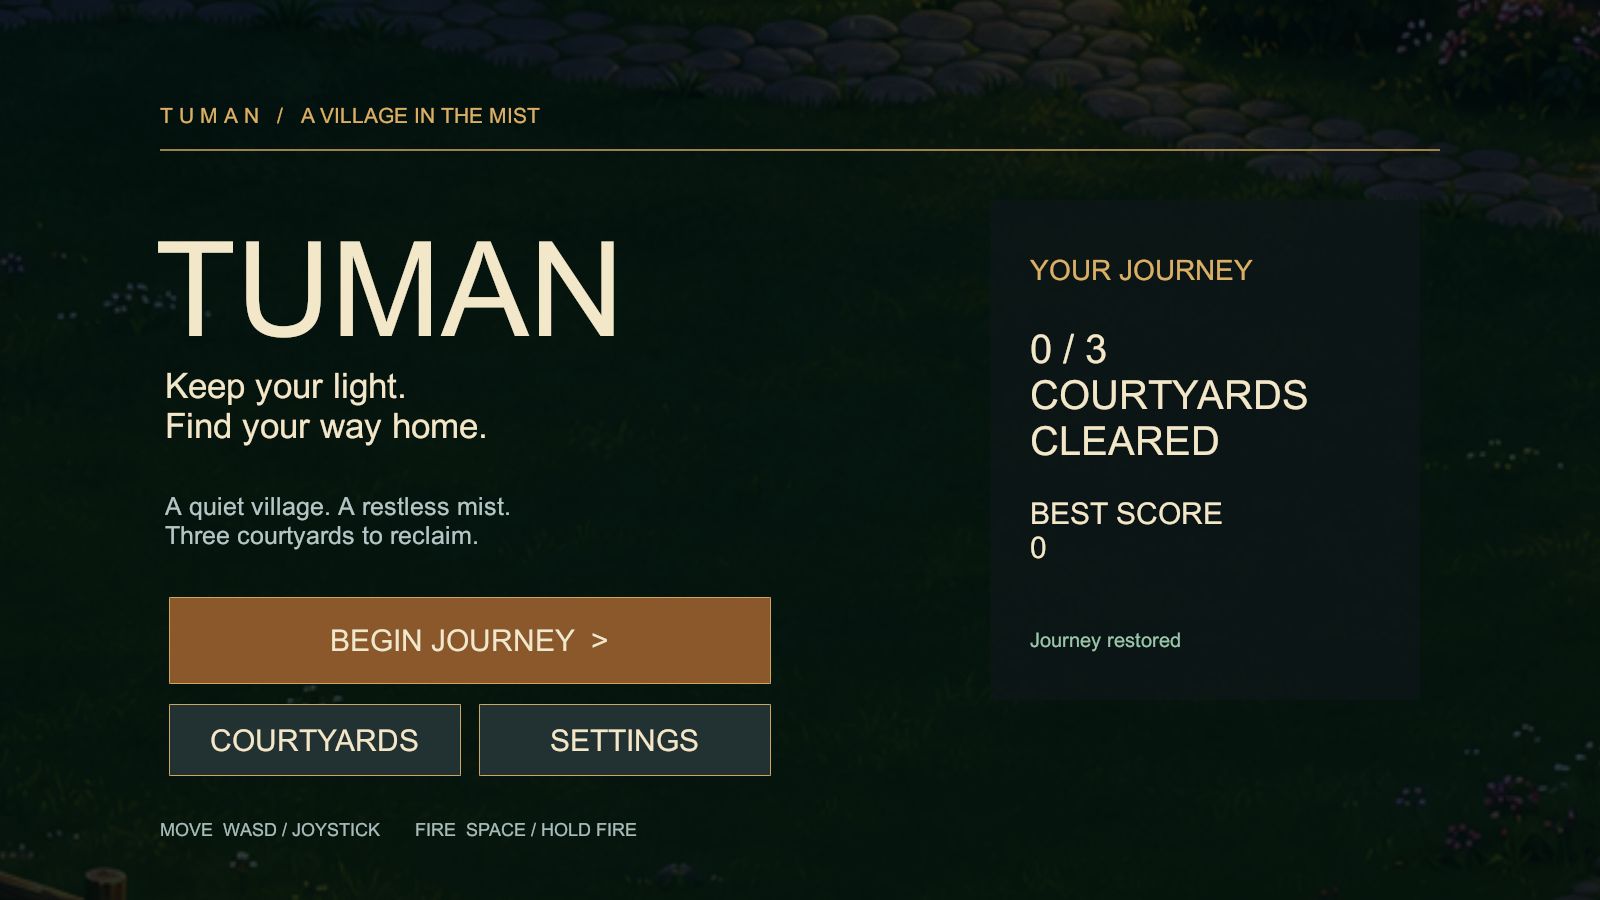 TUMAN / A VILLAGE IN THE MIST
TUMAN
Keep your light.
Find your way home.
A quiet village. A restless mist.
Three courtyards to reclaim.
BEGIN JOURNEY >
COURTYARDS
SETTINGS
MOVE WASD / JOYSTICK FIRE SPACE / HOLD FIRE
YOUR JOURNEY
0 / 3
COURTYARDS
CLEARED
BEST SCORE
0
Journey restored